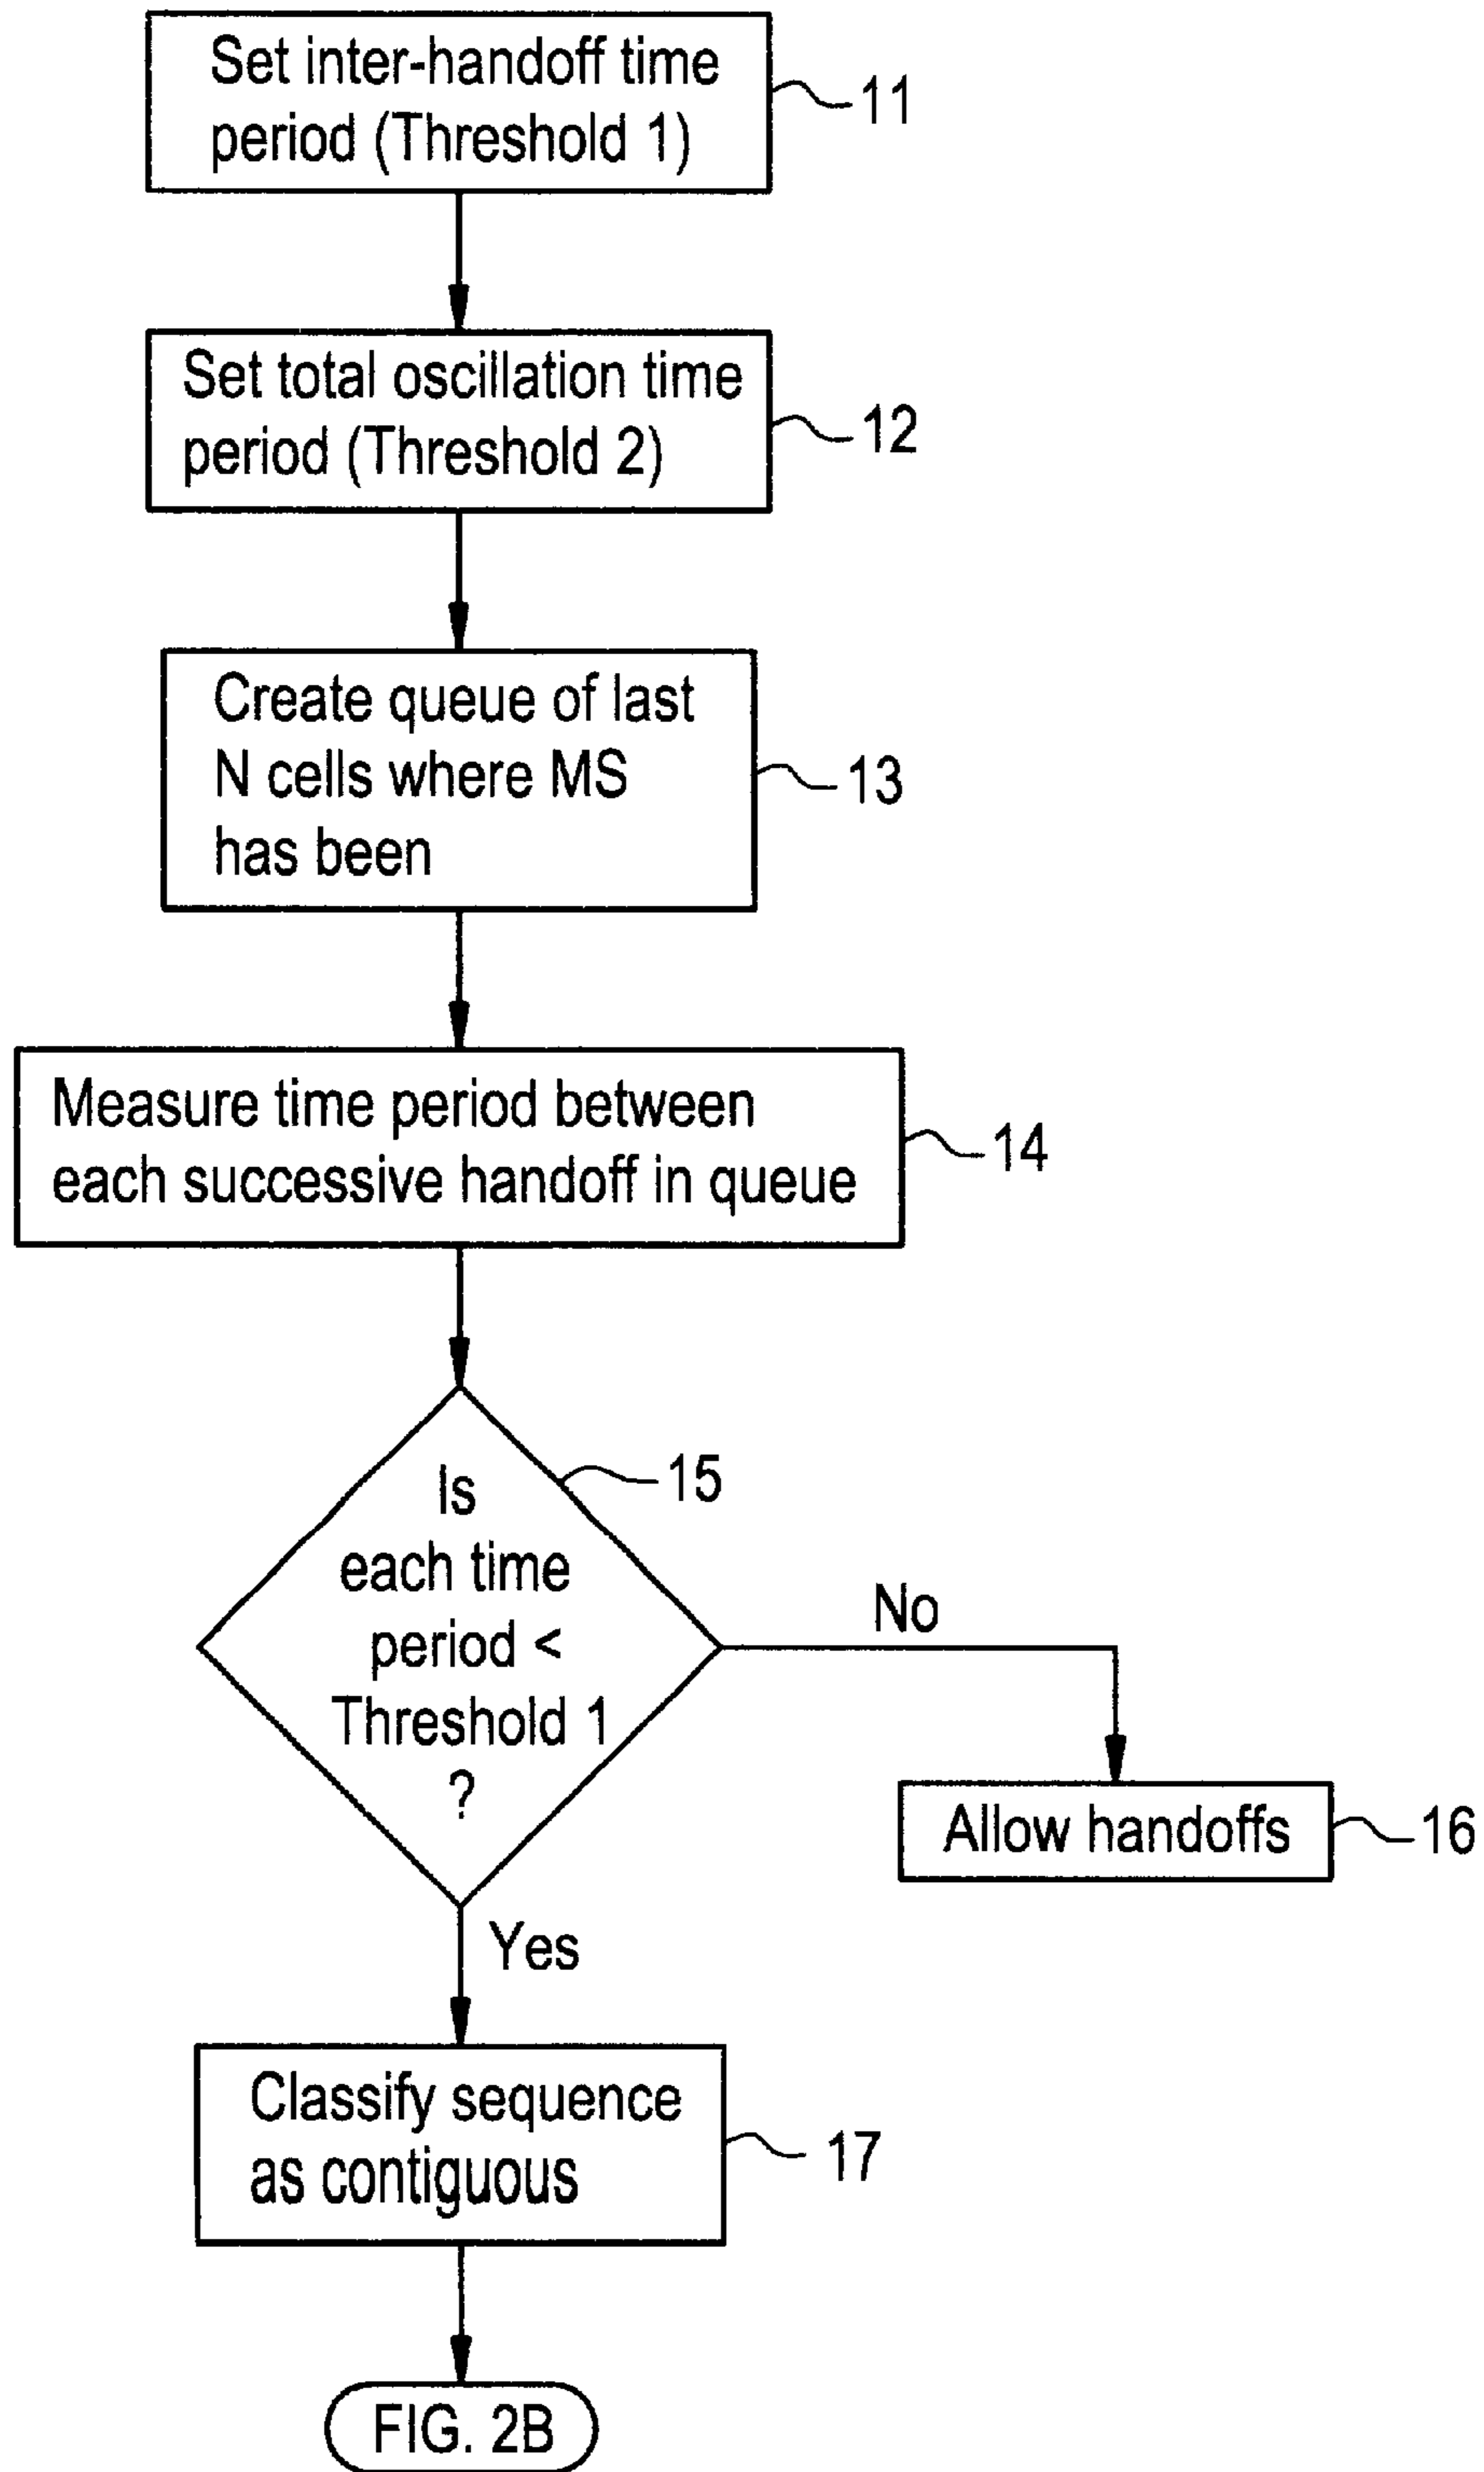 Set inter-handoff time
period (Threshold 1)
11
Set total oscillation time
period (Threshold 2)
12
Create queue of last
N cells where MS
has been
13
Measure time period between
each successive handoff in queue
14
Is
each time
period <
Threshold 1
?
15
No
Allow handoffs
16
Yes
Classify sequence
as contiguous
17
FIG. 2B